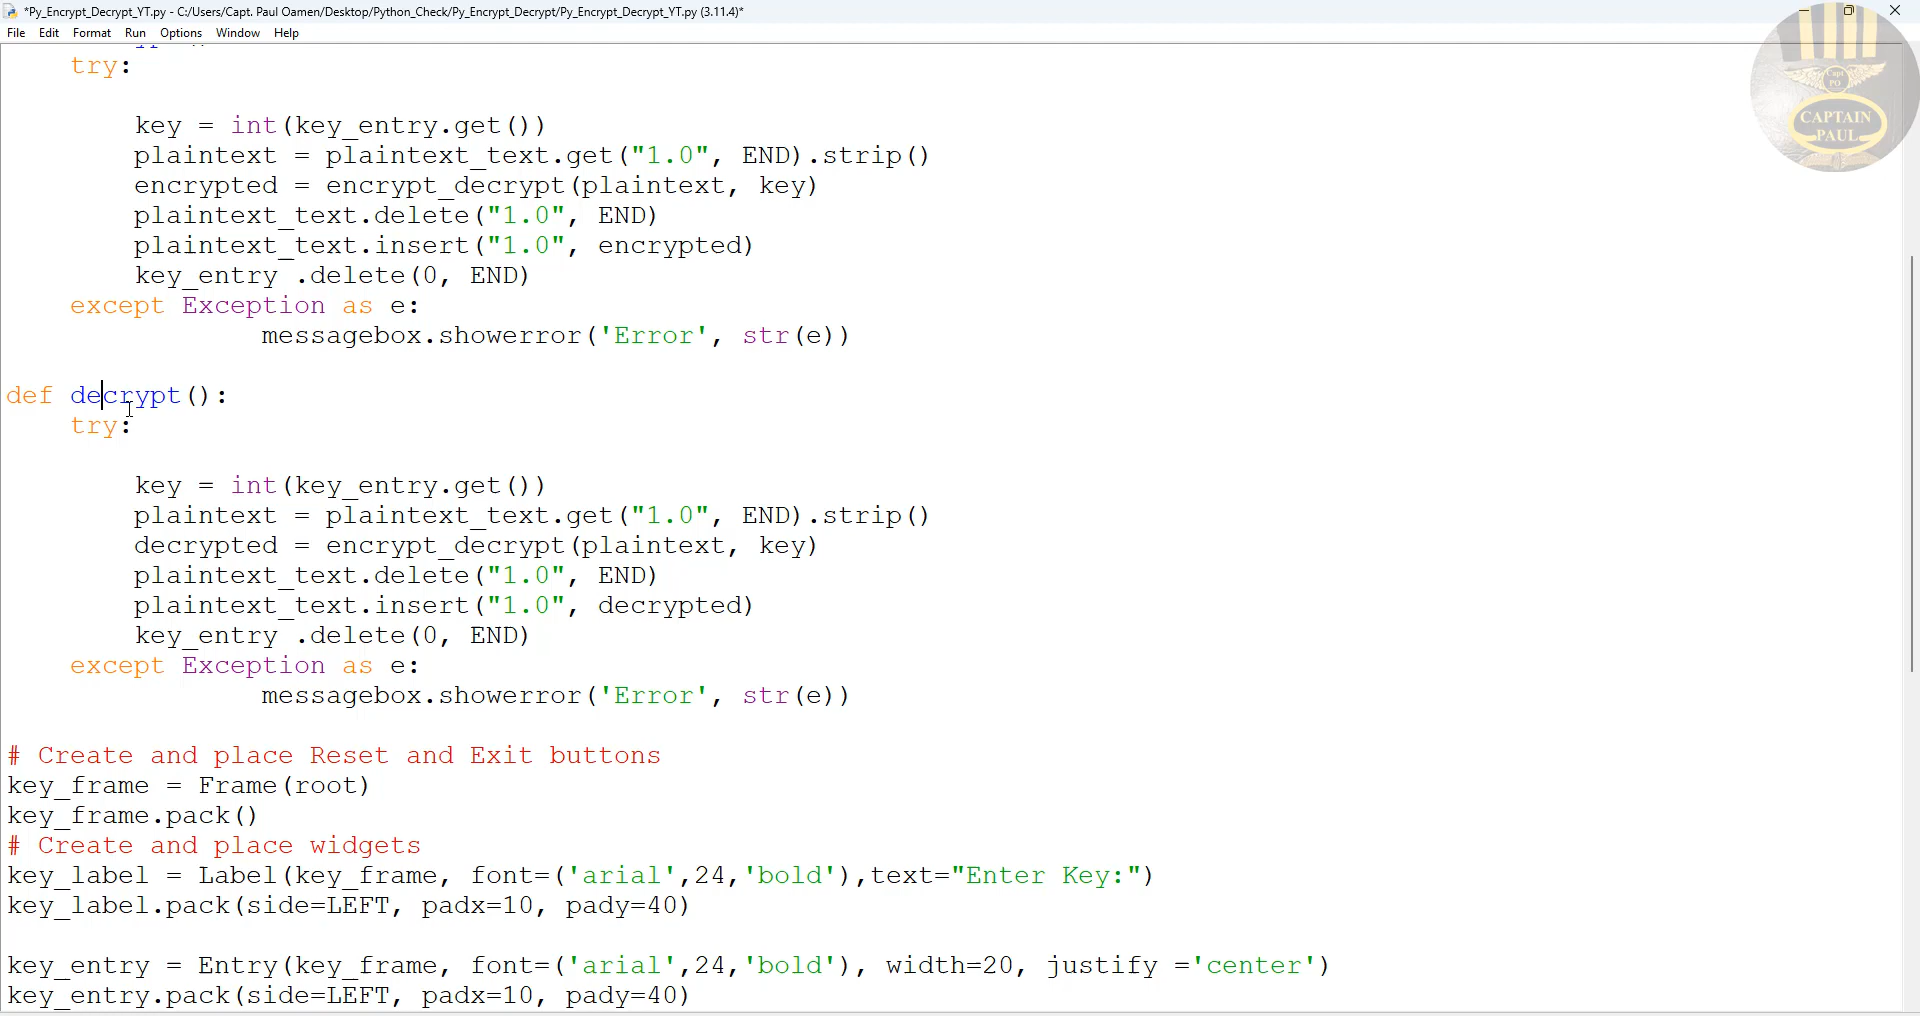 *Py_Encrypt_Decrypt_YT.py - C:/Users/Capt. Paul Oamen/Desktop/Python_Check/Py_Encrypt_Decrypt/Py_Encrypt_Decrypt_YT.py (3.11.4)*
File Edit Format Run Options Window Help
    try:
        key = int(key_entry.get())
        plaintext = plaintext_text.get("1.0", END).strip()
        encrypted = encrypt_decrypt(plaintext, key)
        plaintext_text.delete("1.0", END)
        plaintext_text.insert("1.0", encrypted)
        key_entry .delete(0, END)
    except Exception as e:
                messagebox.showerror('Error', str(e))
def decrypt():
    try:
        key = int(key_entry.get())
        plaintext = plaintext_text.get("1.0", END).strip()
        decrypted = encrypt_decrypt(plaintext, key)
        plaintext_text.delete("1.0", END)
        plaintext_text.insert("1.0", decrypted)
        key_entry .delete(0, END)
    except Exception as e:
                messagebox.showerror('Error', str(e))
# Create and place Reset and Exit buttons
key_frame = Frame(root)
key_frame.pack()
# Create and place widgets
key_label = Label(key_frame, font=('arial',24,'bold'),text="Enter Key:")
key_label.pack(side=LEFT, padx=10, pady=40)
key_entry = Entry(key_frame, font=('arial',24,'bold'), width=20, justify ='center')
key_entry.pack(side=LEFT, padx=10, pady=40)
Capt
PO
CAPTAIN
PAUL